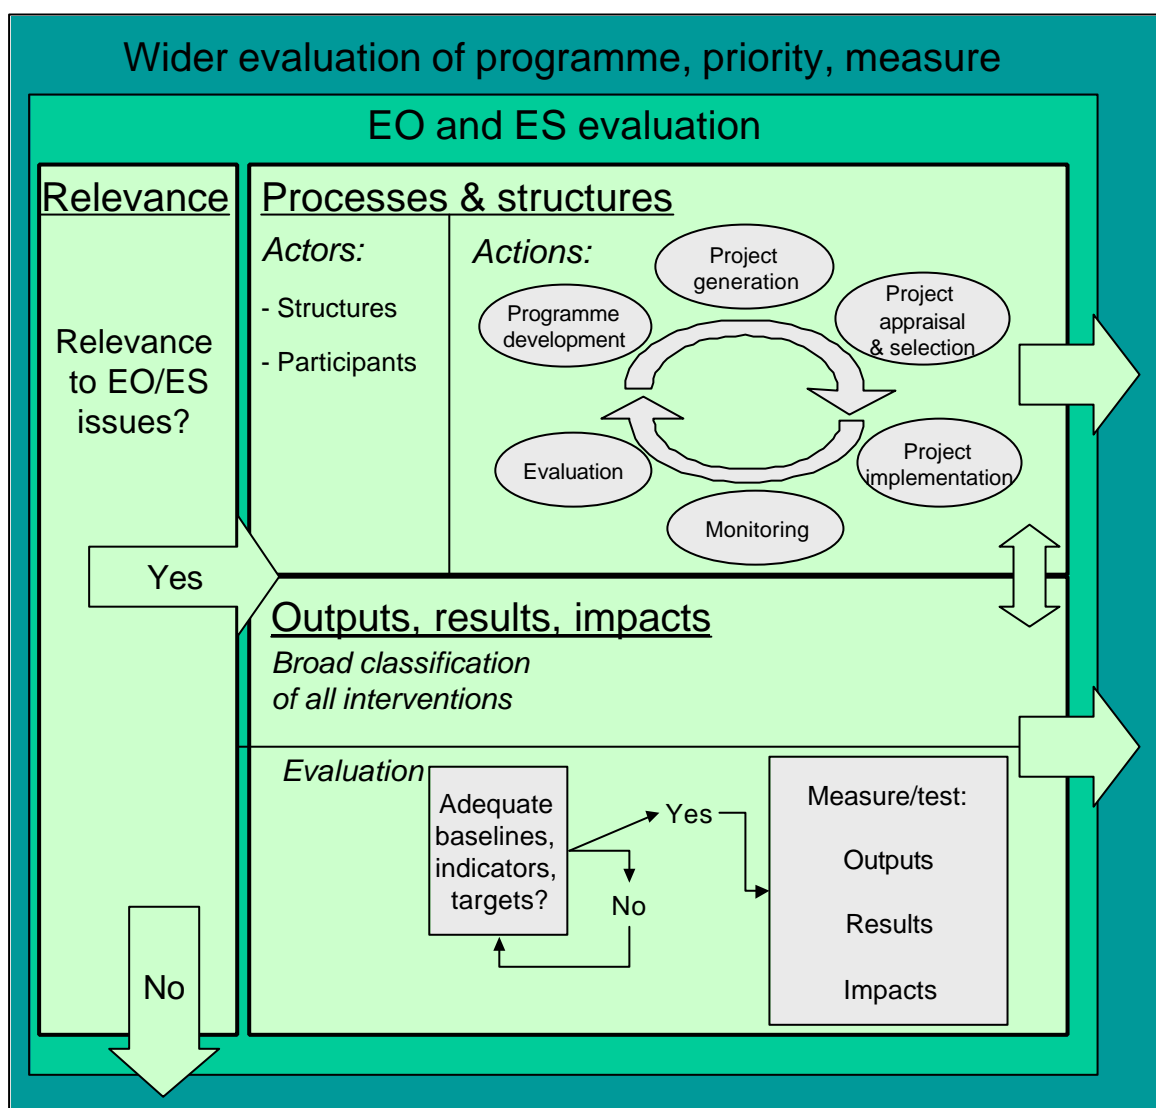 Wider evaluation of programme, priority, measure
EO and ES evaluation
Relevance
Relevance
to EO/ES
issues?
Yes
No
Processes & structures
Actors:
- Structures
- Participants
Actions:
Project
generation
Project
appraisal
& selection
Project
implementation
Monitoring
Evaluation
Programme
development
Outputs, results, impacts
Broad classification
of all interventions
Evaluation
Adequate
baselines,
indicators,
targets?
Yes
No
Measure/test:
Outputs
Results
Impacts